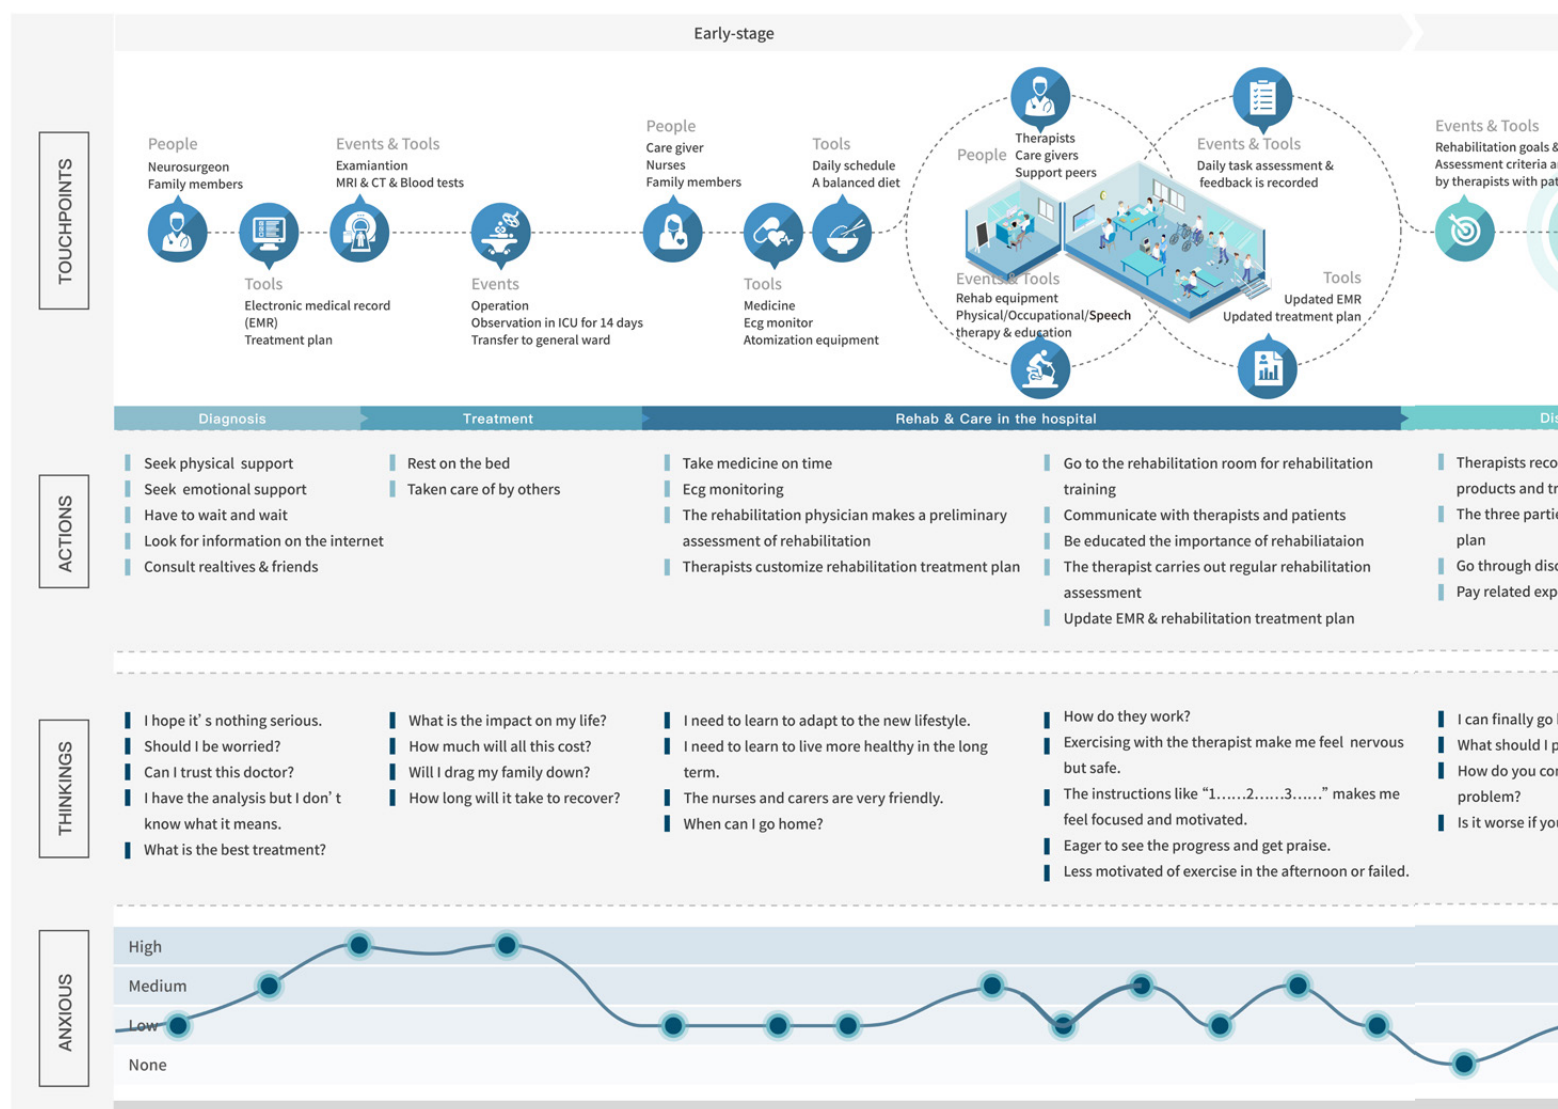 Early-stage
TOUCHPOINTS
People
Neurosurgeon
Family members
Tools
Electronic medical record
(EMR)
Treatment plan
Events & Tools
Examiantion
MRI & CT & Blood tests
Events
Operation
Observation in ICU for 14 days
Transfer to general ward
People
Care giver
Nurses
Family members
Tools
Medicine
Ecg monitor
Atomization equipment
Tools
Daily schedule
A balanced diet
People
Therapists
Care givers
Support peers
Events & Tools
Rehab equipment
Physical/Occupational/Speech
therapy & education
Events & Tools
Daily task assessment &
feedback is recorded
Tools
Updated EMR
Updated treatment plan
Events & Tools
Rehabilitation goals &
Assessment criteria
by therapists with
Diagnosis
Treatment
Rehab & Care in the hospital
ACTIONS
Seek physical support
Seek emotional support
Have to wait and wait
Look for information on the internet
Consult realtives & friends
Rest on the bed
Taken care of by others
Take medicine on time
Ecg monitoring
The rehabilitation physician makes a preliminary
assessment of rehabilitation
Therapists customize rehabilitation treatment plan
Go to the rehabilitation room for rehabilitation
training
Communicate with therapists and patients
Be educated the importance of rehabiliataion
The therapist carries out regular rehabilitation
assessment
Update EMR & rehabilitation treatment plan
Therapists
products and
The three
plan
Go through
Pay related
THINKINGS
I hope it's nothing serious.
Should I be worried?
Can I trust this doctor?
I have the analysis but I don't
know what it means.
What is the best treatment?
What is the impact on my life?
How much will all this cost?
Will I drag my family down?
How long will it take to recover?
I need to learn to adapt to the new lifestyle.
I need to learn to live more healthy in the long
term.
The nurses and carers are very friendly.
When can I go home?
How do they work?
Exercising with the therapist make me feel nervous
but safe.
The instructions like “1……2……3……” makes me
feel focused and motivated.
Eager to see the progress and get praise.
Less motivated of exercise in the afternoon or failed.
I can finally go
What should I
How do you
problem?
Is it worse if
ANXIOUS
High
Medium
Low
None